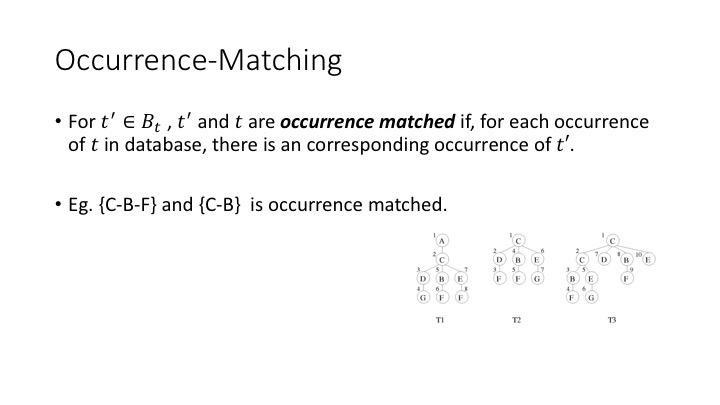 Occurrence-Matching
• For 𝑡′ ∈ 𝐵ₜ , 𝑡′ and 𝑡 are occurrence matched if, for each occurrence
of 𝑡 in database, there is an corresponding occurrence of 𝑡′.
• Eg. {C-B-F} and {C-B} is occurrence matched.
1 A
2 C
3 D 5 B 7 E
4 G 6 F 8 F
T1
1 C
2 D 4 B 6 E
3 F 5 F 7 G
T2
1 C
2 C 7 D 8 B 10 E
3 B 5 E 9 F
4 F 6 G
T3